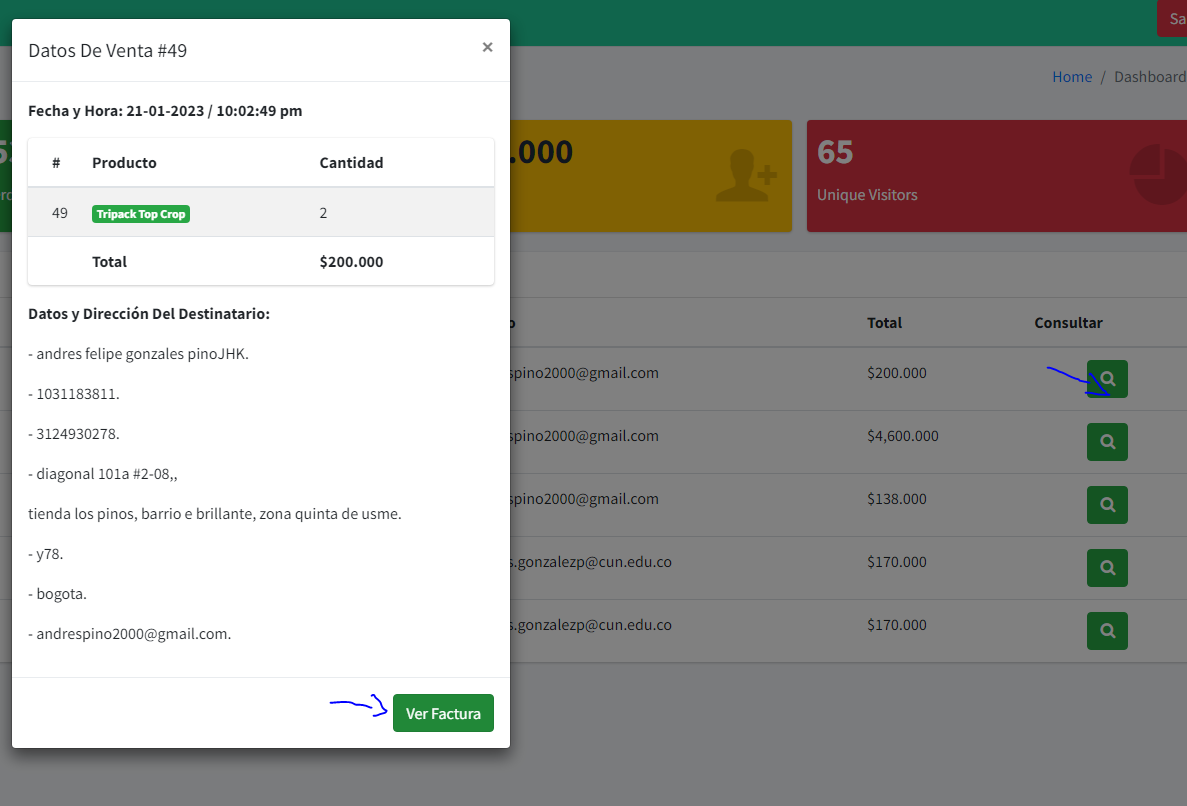 Sa
Datos De Venta #49
×
Home / Dashboard
Fecha y Hora: 21-01-2023 / 10:02:49 pm
.000
65
Unique Visitors
# Producto Cantidad
49 Tripack Top Crop 2
Total $200.000
Datos y Dirección Del Destinatario:
- andres felipe gonzales pinoJHK.
- 1031183811.
- 3124930278.
- diagonal 101a #2-08,,
tienda los pinos, barrio e brillante, zona quinta de usme.
- y78.
- bogota.
- andrespino2000@gmail.com.
Ver Factura
o Total Consultar
spino2000@gmail.com $200.000
spino2000@gmail.com $4,600.000
spino2000@gmail.com $138.000
s.gonzalezp@cun.edu.co $170.000
s.gonzalezp@cun.edu.co $170.000